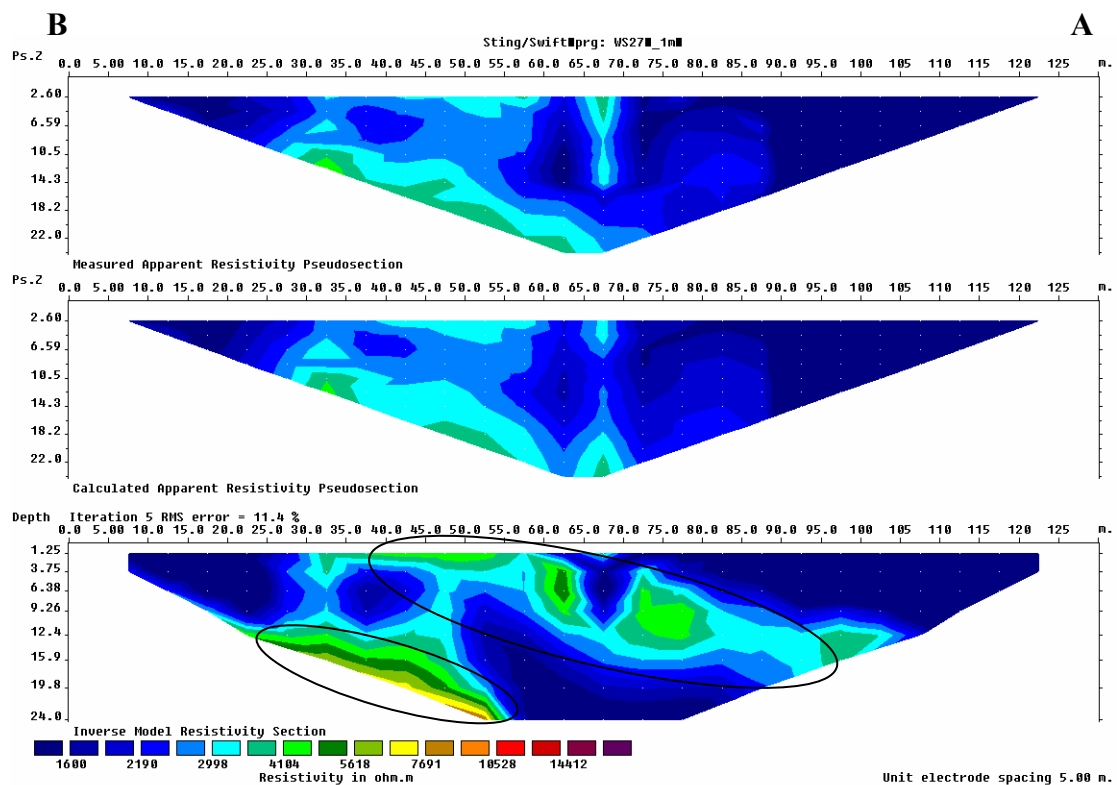 B A
Sting/Swift■prg: WS27■_1m■
Ps.Z 0.0 5.00 10.0 15.0 20.0 25.0 30.0 35.0 40.0 45.0 50.0 55.0 60.0 65.0 70.0 75.0 80.0 85.0 90.0 95.0 100 105 110 115 120 125 m.
2.60
6.59
10.5
14.3
18.2
22.0
Measured Apparent Resistivity Pseudosection
Ps.Z 0.0 5.00 10.0 15.0 20.0 25.0 30.0 35.0 40.0 45.0 50.0 55.0 60.0 65.0 70.0 75.0 80.0 85.0 90.0 95.0 100 105 110 115 120 125 m.
2.60
6.59
10.5
14.3
18.2
22.0
Calculated Apparent Resistivity Pseudosection
Depth Iteration 5 RMS error = 11.4 %
0.0 5.00 10.0 15.0 20.0 25.0 30.0 35.0 40.0 45.0 50.0 55.0 60.0 65.0 70.0 75.0 80.0 85.0 90.0 95.0 100 105 110 115 120 125 m.
1.25
3.75
6.38
9.26
12.4
15.9
19.8
24.0
Inverse Model Resistivity Section
1600 2190 2998 4104 5618 7691 10528 14412
Resistivity in ohm.m Unit electrode spacing 5.00 m.